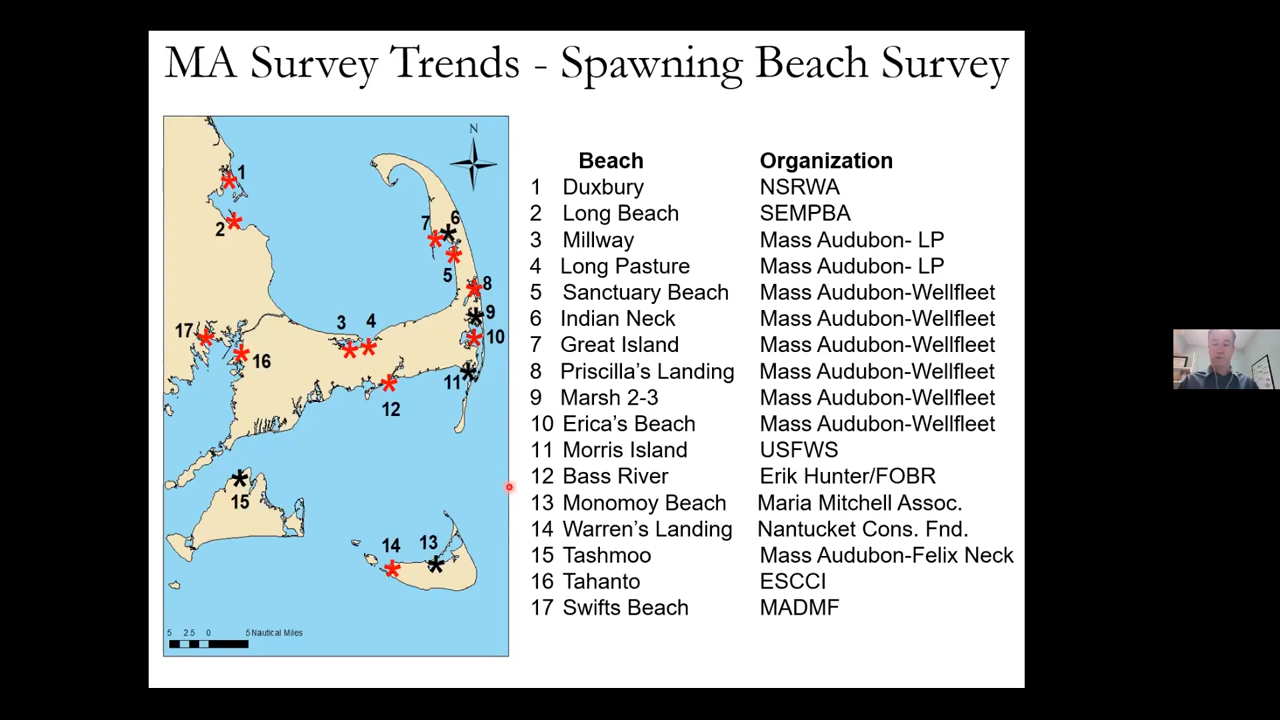 MA Survey Trends - Spawning Beach Survey
N
1
2
3
4
5
6
7
8
9
10
11
12
13
14
15
16
17
5 2.5 0 5 Nautical Miles
Beach Organization
1 Duxbury NSRWA
2 Long Beach SEMPBA
3 Millway Mass Audubon- LP
4 Long Pasture Mass Audubon- LP
5 Sanctuary Beach Mass Audubon-Wellfleet
6 Indian Neck Mass Audubon-Wellfleet
7 Great Island Mass Audubon-Wellfleet
8 Priscilla's Landing Mass Audubon-Wellfleet
9 Marsh 2-3 Mass Audubon-Wellfleet
10 Erica's Beach Mass Audubon-Wellfleet
11 Morris Island USFWS
12 Bass River Erik Hunter/FOBR
13 Monomoy Beach Maria Mitchell Assoc.
14 Warren's Landing Nantucket Cons. Fnd.
15 Tashmoo Mass Audubon-Felix Neck
16 Tahanto ESCCI
17 Swifts Beach MADMF